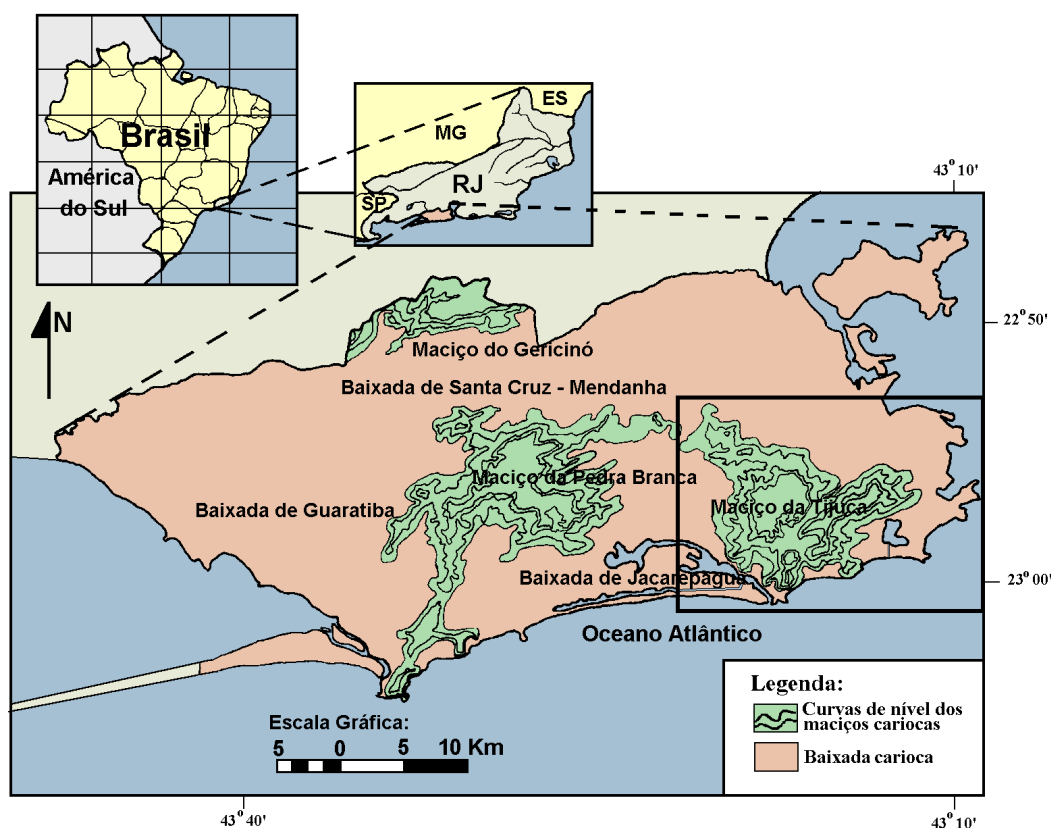 Brasil
América
do Sul
ES
MG
RJ
SP
43° 10'
N
22° 50'
Maciço do Gericinó
Baixada de Santa Cruz - Mendanha
Maciço da Pedra Branca
Maciço da Tijuca
Baixada de Guaratiba
Baixada de Jacarepaguá
23° 00'
Oceano Atlântico
Legenda:
Curvas de nível dos
maciços cariocas
Baixada carioca
Escala Gráfica:
5 0 5 10 Km
43° 40'
43° 10'